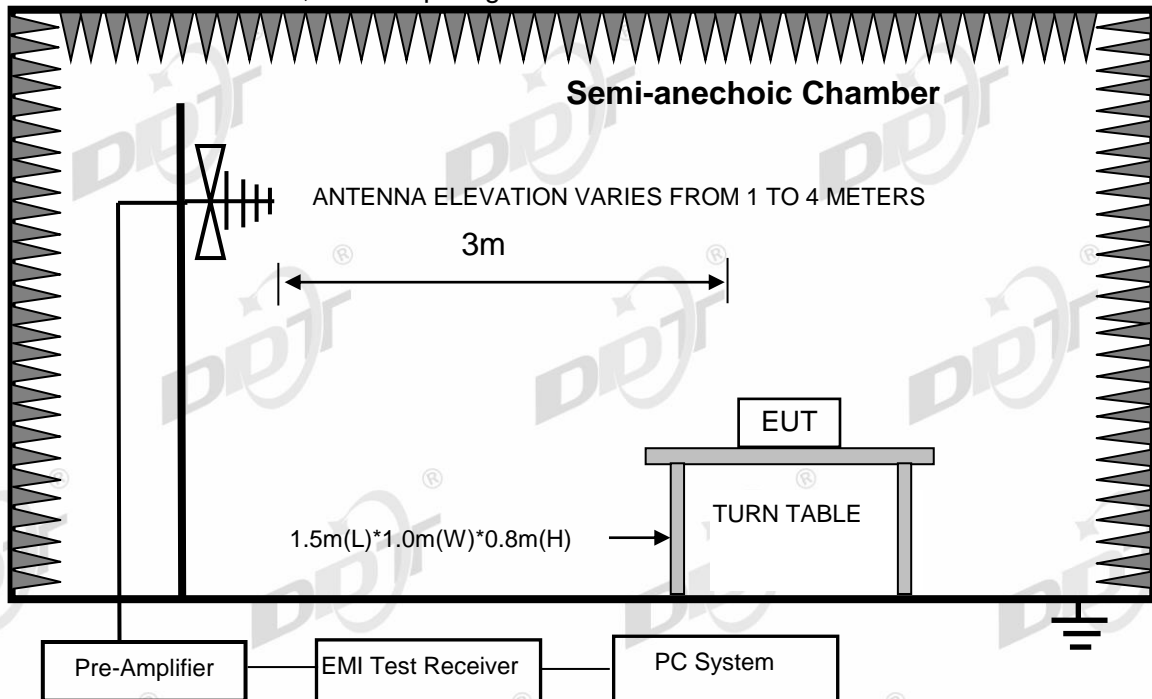 Semi-anechoic Chamber
ANTENNA ELEVATION VARIES FROM 1 TO 4 METERS
3m
EUT
TURN TABLE
1.5m(L)*1.0m(W)*0.8m(H)
Pre-Amplifier
EMI Test Receiver
PC System